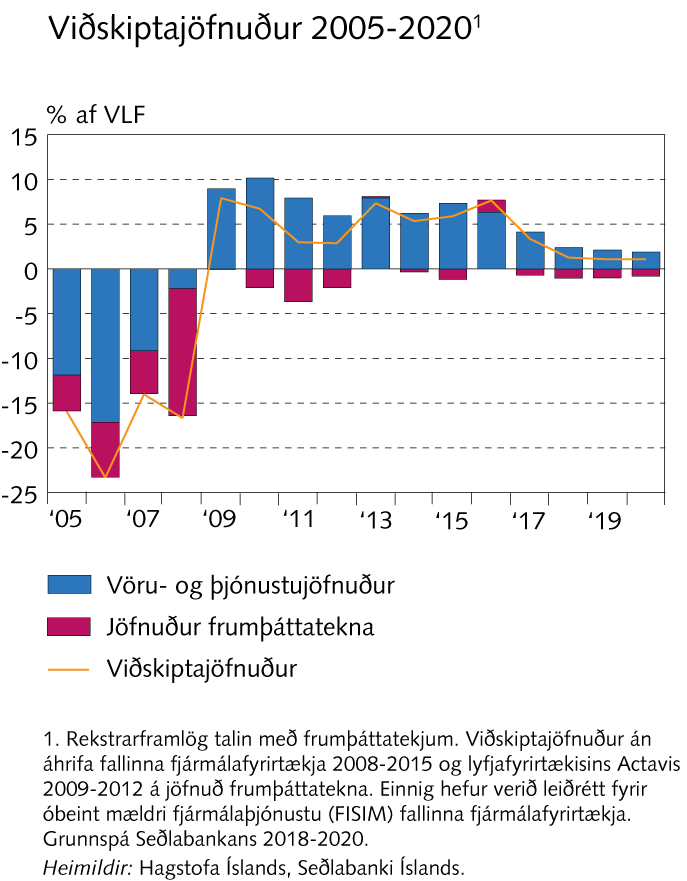 Viðskiptajöfnuður 2005-2020¹
% af VLF
15
10
5
0
-5
-10
-15
-20
-25
‘05 ‘07 ‘09 ‘11 ‘13 ‘15 ‘17 ‘19
Vöru- og þjónustujöfnuður
Jöfnuður frumþáttatekna
Viðskiptajöfnuður
1. Rekstrarframlög talin með frumþáttatekjum. Viðskiptajöfnuður án
áhrifa fallinna fjármálafyrirtækja 2008-2015 og lyfjafyrirtækisins Actavis
2009-2012 á jöfnuð frumþáttatekna. Einnig hefur verið leiðrétt fyrir
óbeint mældri fjármálaþjónustu (FISIM) fallinna fjármálafyrirtækja.
Grunnspá Seðlabankans 2018-2020.
Heimildir: Hagstofa Íslands, Seðlabanki Íslands.